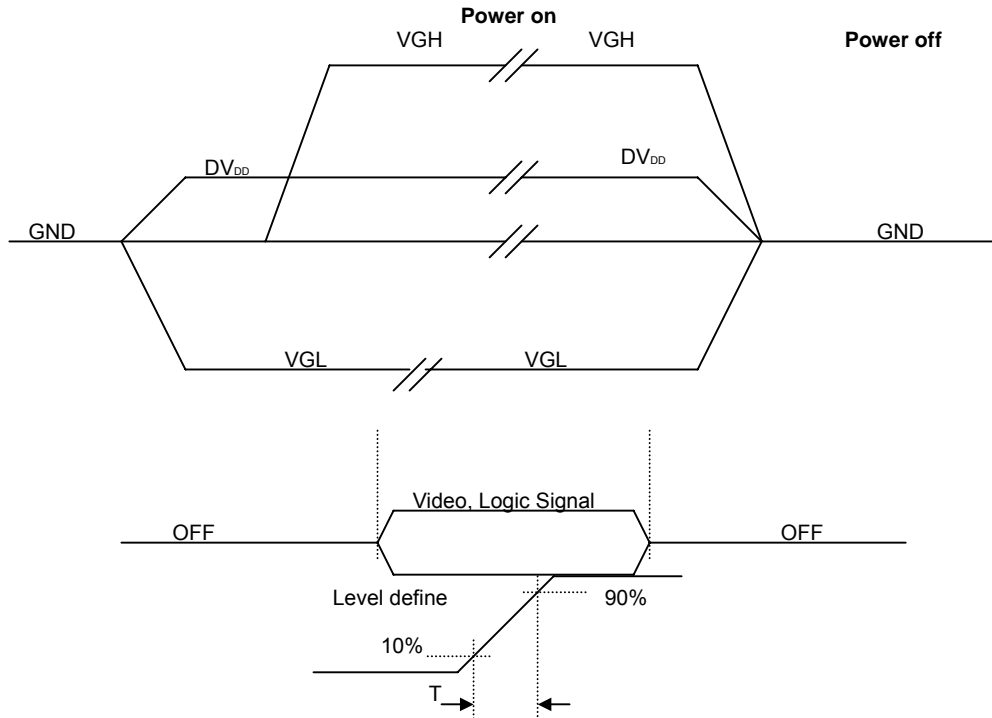 Power on
VGH VGH Power off
DVDD DVDD
GND GND
VGL VGL
Video, Logic Signal
OFF OFF
Level define 90%
10%
T